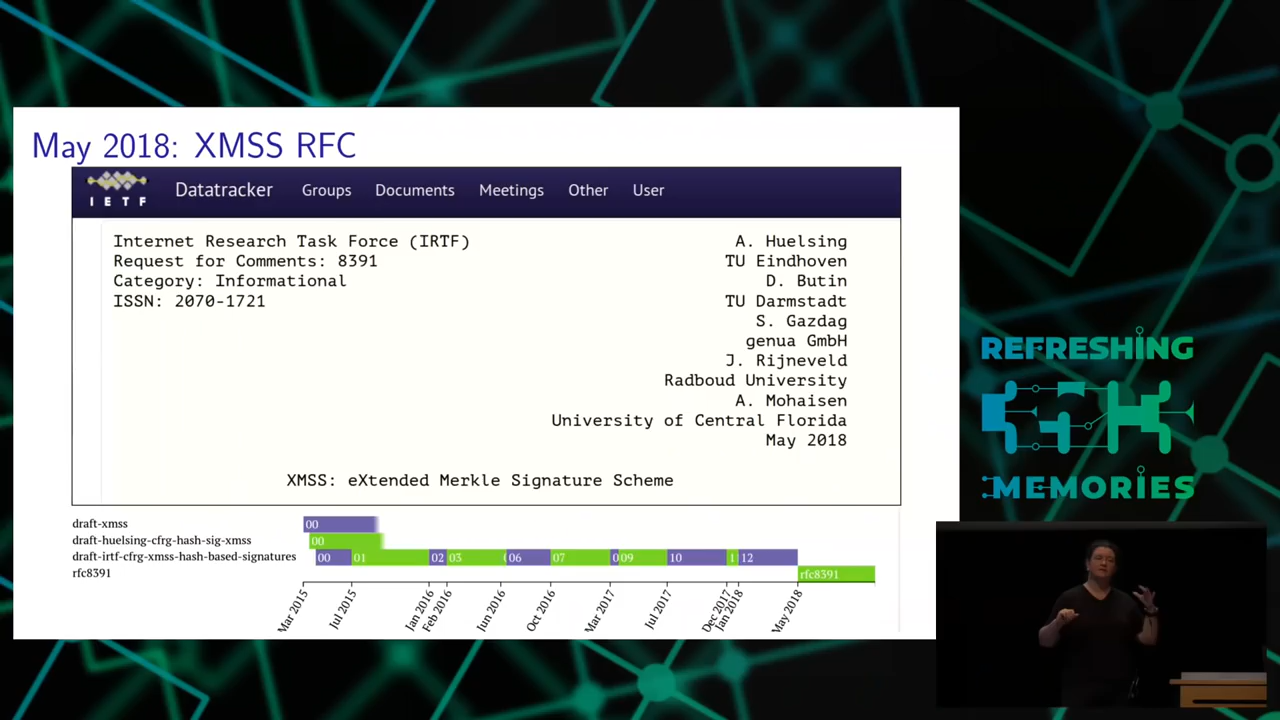 May 2018: XMSS RFC
IETF
Datatracker Groups Documents Meetings Other User
Internet Research Task Force (IRTF)
Request for Comments: 8391
Category: Informational
ISSN: 2070-1721
A. Huelsing
TU Eindhoven
D. Butin
TU Darmstadt
S. Gazdag
genua GmbH
J. Rijneveld
Radboud University
A. Mohaisen
University of Central Florida
May 2018
XMSS: eXtended Merkle Signature Scheme
draft-xmss 00
draft-huelsing-cfrg-hash-sig-xmss 00
draft-irtf-cfrg-xmss-hash-based-signatures 00 01 02 03 06 07 09 10 12
rfc8391 rfc8391
Mar 2015 Jul 2015 Jan 2016 Feb 2016 Jun 2016 Oct 2016 Mar 2017 Jul 2017 Dec 2017 Jan 2018 May 2018
REFRESHING
MEMORIES